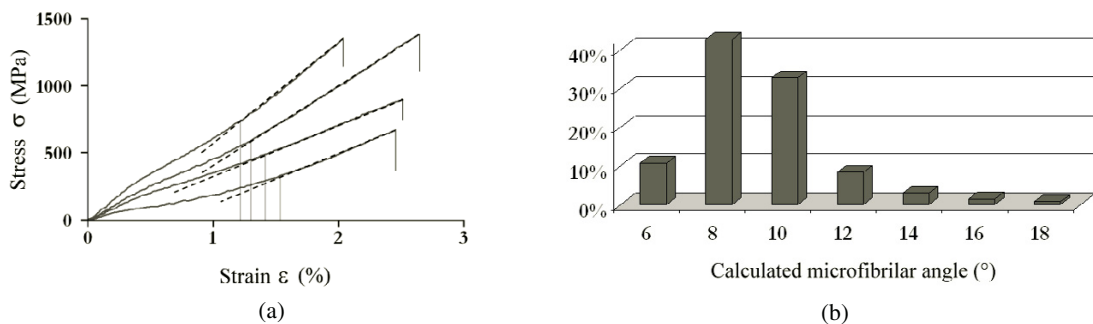 1500
1000
500
0
Stress σ (MPa)
0 1 2 3
Strain ε (%)
(a)
40%
30%
20%
10%
0%
6 8 10 12 14 16 18
Calculated microfibrilar angle (°)
(b)